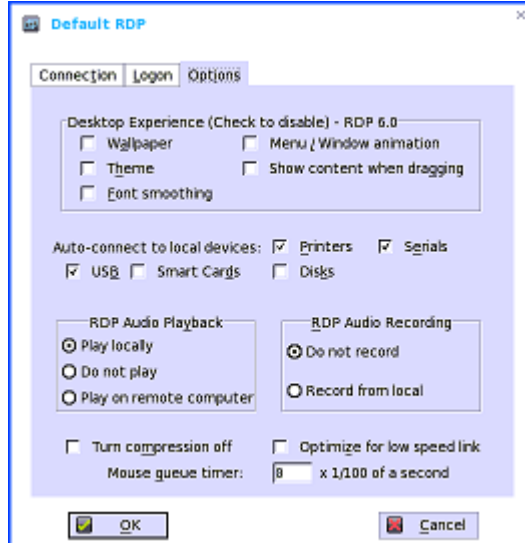 Default RDP
Connection Logon Options
Desktop Experience (Check to disable) - RDP 6.0
Wallpaper Menu / Window animation
Theme Show content when dragging
Font smoothing
Auto-connect to local devices: Printers Serials
USB Smart Cards Disks
RDP Audio Playback RDP Audio Recording
Play locally
Do not record
Do not play
Record from local
Play on remote computer
Turn compression off Optimize for low speed link
Mouse queue timer: 0 x 1/100 of a second
OK Cancel